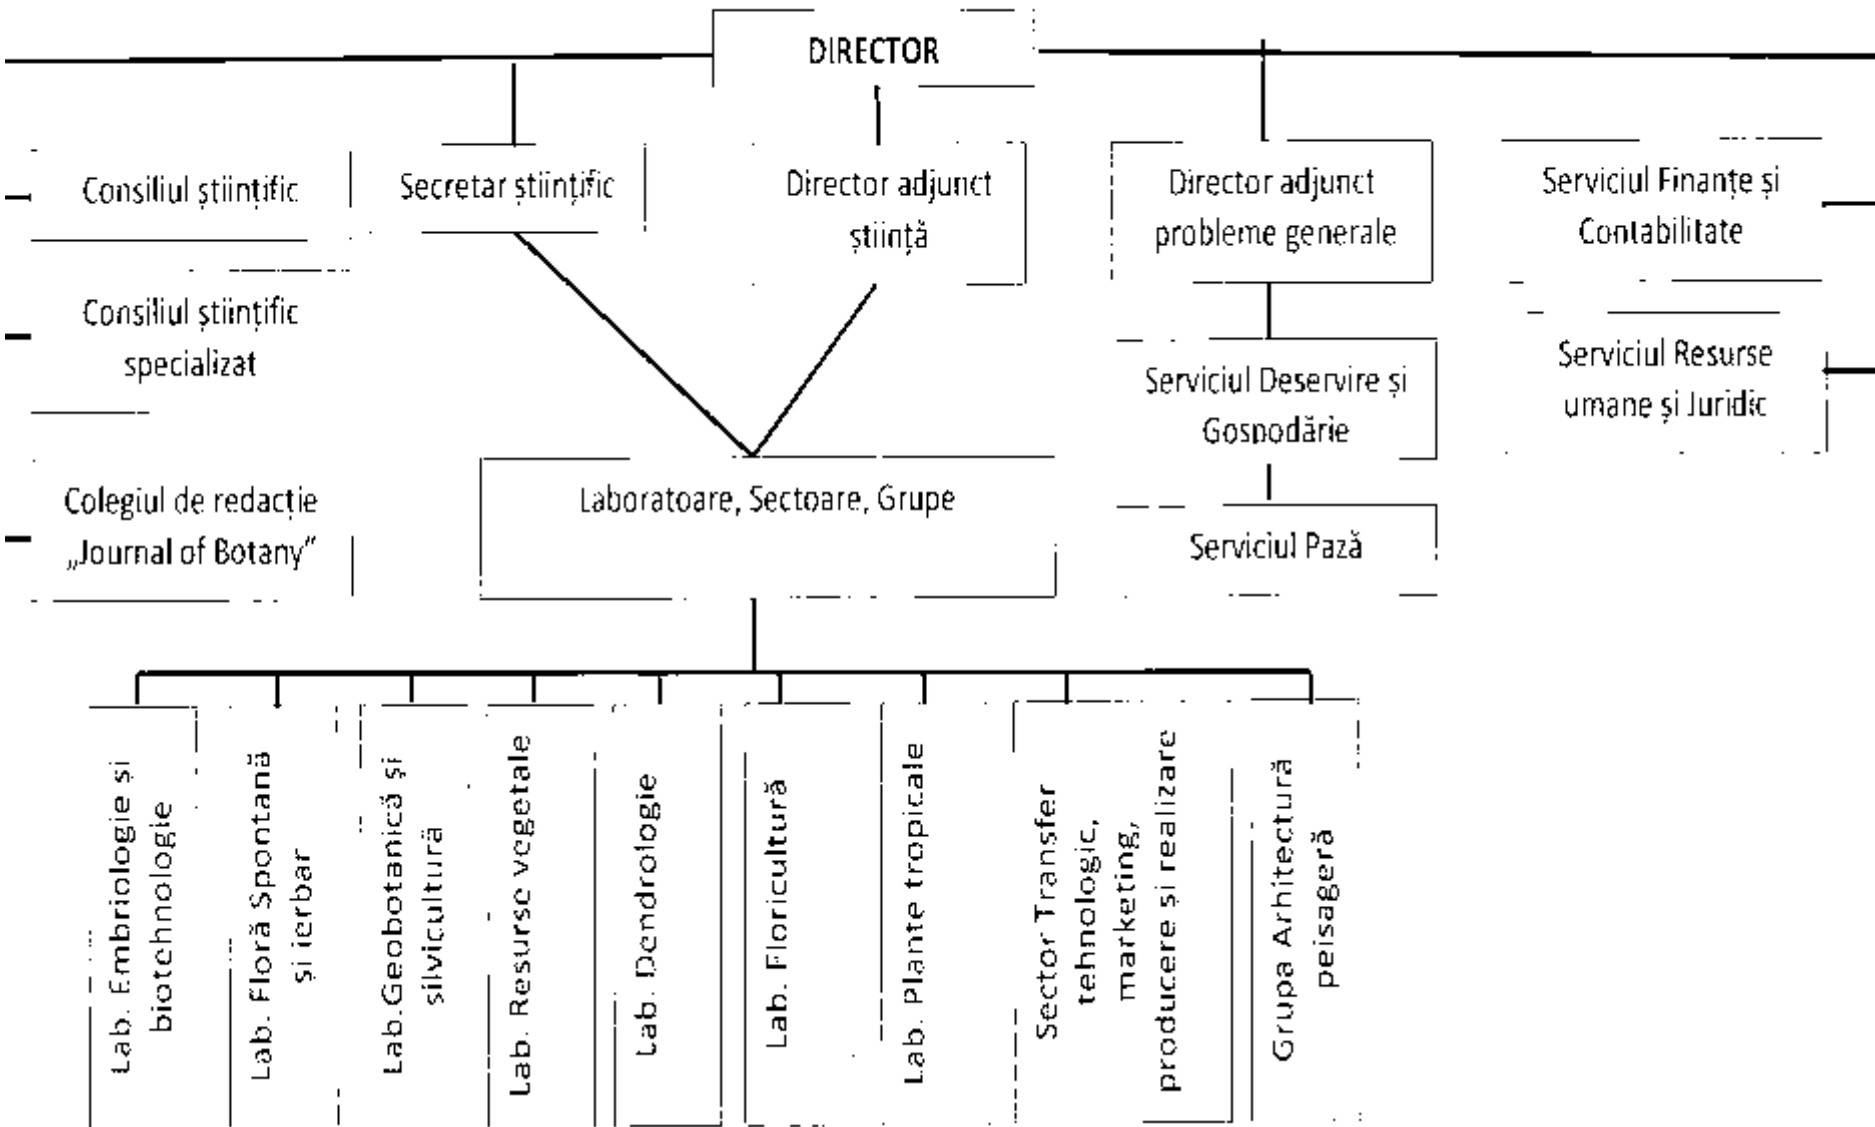 DIRECTOR
Consiliul științific
Secretar științific
Director adjunct
știință
Director adjunct
probleme generale
Serviciul Finanțe și
Contabilitate
Consiliul științific
specializat
Serviciul Deservire și
Gospodărie
Serviciul Resurse
umane și Juridic
Colegiul de redacție
„Journal of Botany”
Laboratoare, Sectoare, Grupe
Serviciul Pază
Lab. Embriologie și
biotehnologie
Lab. Floră Spontană
și ierbar
Lab.Geobotanică și
silvicultură
Lab. Resurse vegetale
Lab. Dendrologie
Lab. Floricultură
Lab. Plante tropicale
Sector Transfer
tehnologic,
marketing,
producere și realizare
Grupa Arhitectură
peisageră